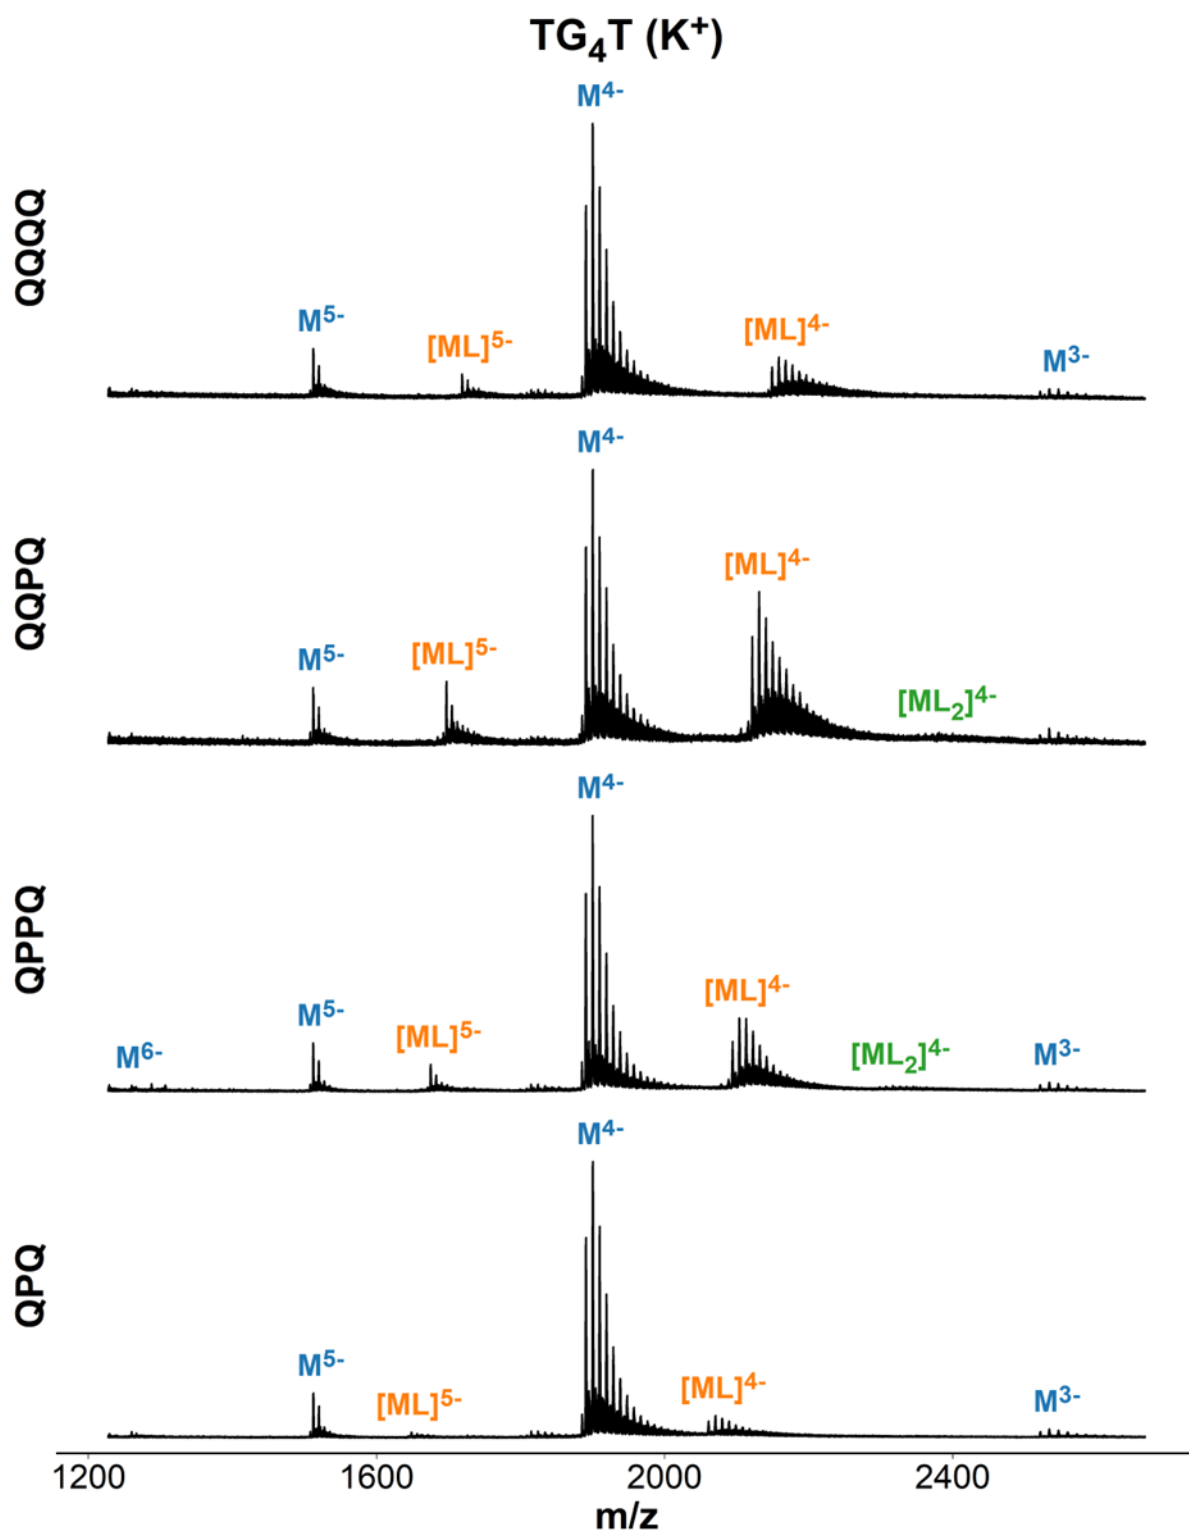 TG₄T (K⁺)
QQQQ
M⁴⁻
M⁵⁻
[ML]⁵⁻
[ML]⁴⁻
M³⁻
QQPQ
M⁴⁻
M⁵⁻
[ML]⁵⁻
[ML]⁴⁻
[ML₂]⁴⁻
QPPQ
M⁴⁻
M⁶⁻
M⁵⁻
[ML]⁵⁻
[ML]⁴⁻
[ML₂]⁴⁻
M³⁻
QPQ
M⁴⁻
M⁵⁻
[ML]⁵⁻
[ML]⁴⁻
M³⁻
1200 1600 2000 2400
m/z